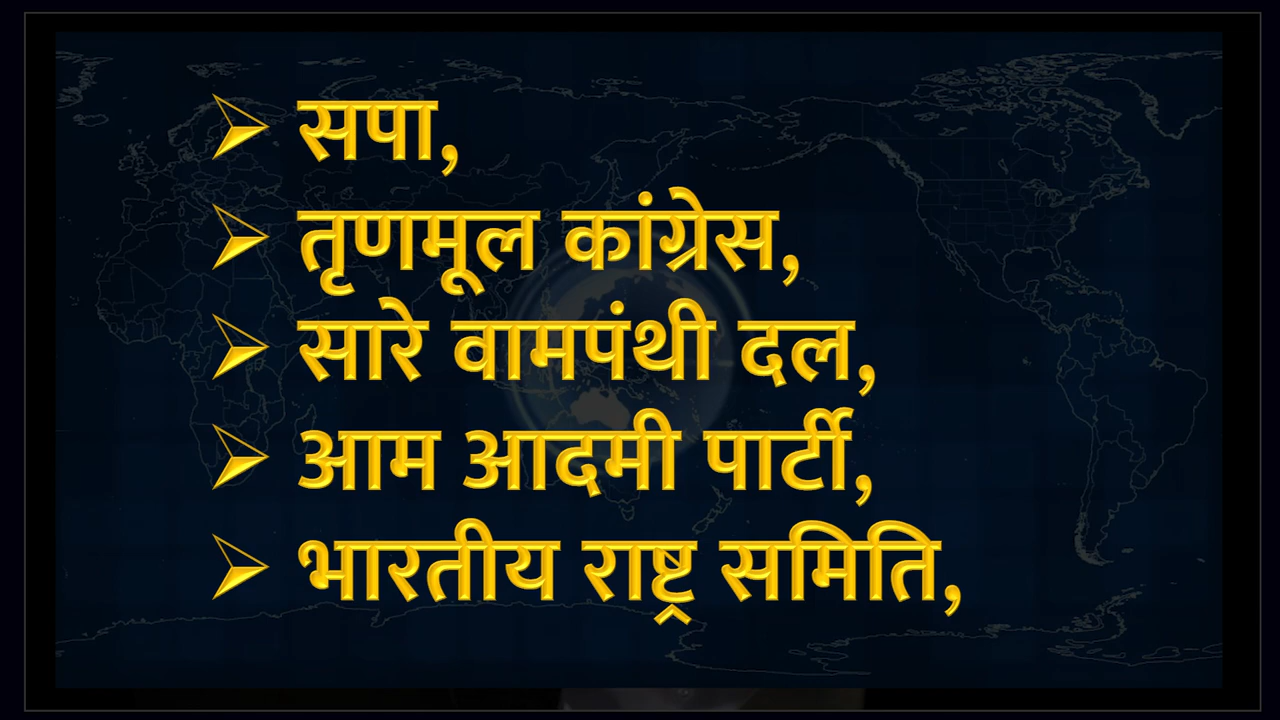 सपा,
तृणमूल कांग्रेस,
सारे वामपंथी दल,
आम आदमी पार्टी,
भारतीय राष्ट्र समिति,